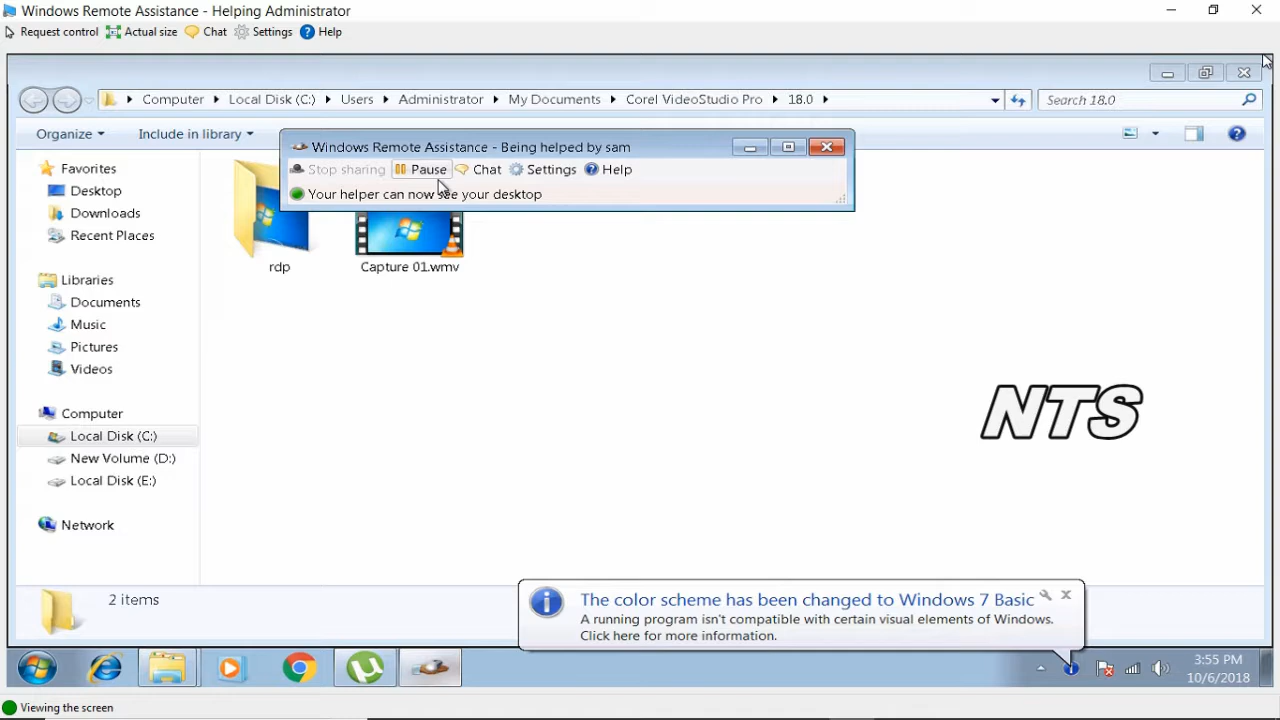 Windows Remote Assistance - Helping Administrator
Request control Actual size Chat Settings Help
Computer Local Disk (C:) Users Administrator My Documents Corel VideoStudio Pro 18.0 Search 18.0
Organize Include in library
Windows Remote Assistance - Being helped by sam
Stop sharing Pause Chat Settings Help
Your helper can now see your desktop
Favorites
Desktop
Downloads
Recent Places
Libraries
Documents
Music
Pictures
Videos
Computer
Local Disk (C:)
New Volume (D:)
Local Disk (E:)
Network
rdp
Capture 01.wmv
NTS
2 items
The color scheme has been changed to Windows 7 Basic
A running program isn't compatible with certain visual elements of Windows.
Click here for more information.
3:55 PM
10/6/2018
Viewing the screen